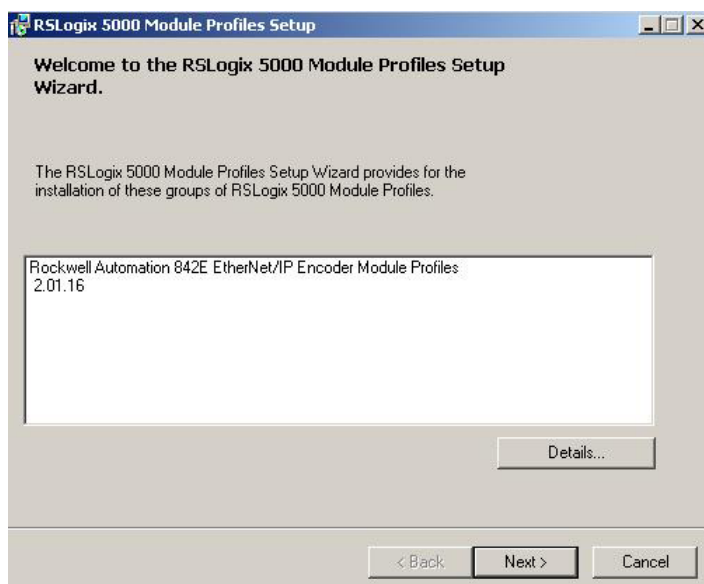 RSLogix 5000 Module Profiles Setup
Welcome to the RSLogix 5000 Module Profiles Setup
Wizard.
The RSLogix 5000 Module Profiles Setup Wizard provides for the
installation of these groups of RSLogix 5000 Module Profiles.
Rockwell Automation 842E EtherNet/IP Encoder Module Profiles
2.01.16
Details...
< Back
Next >
Cancel